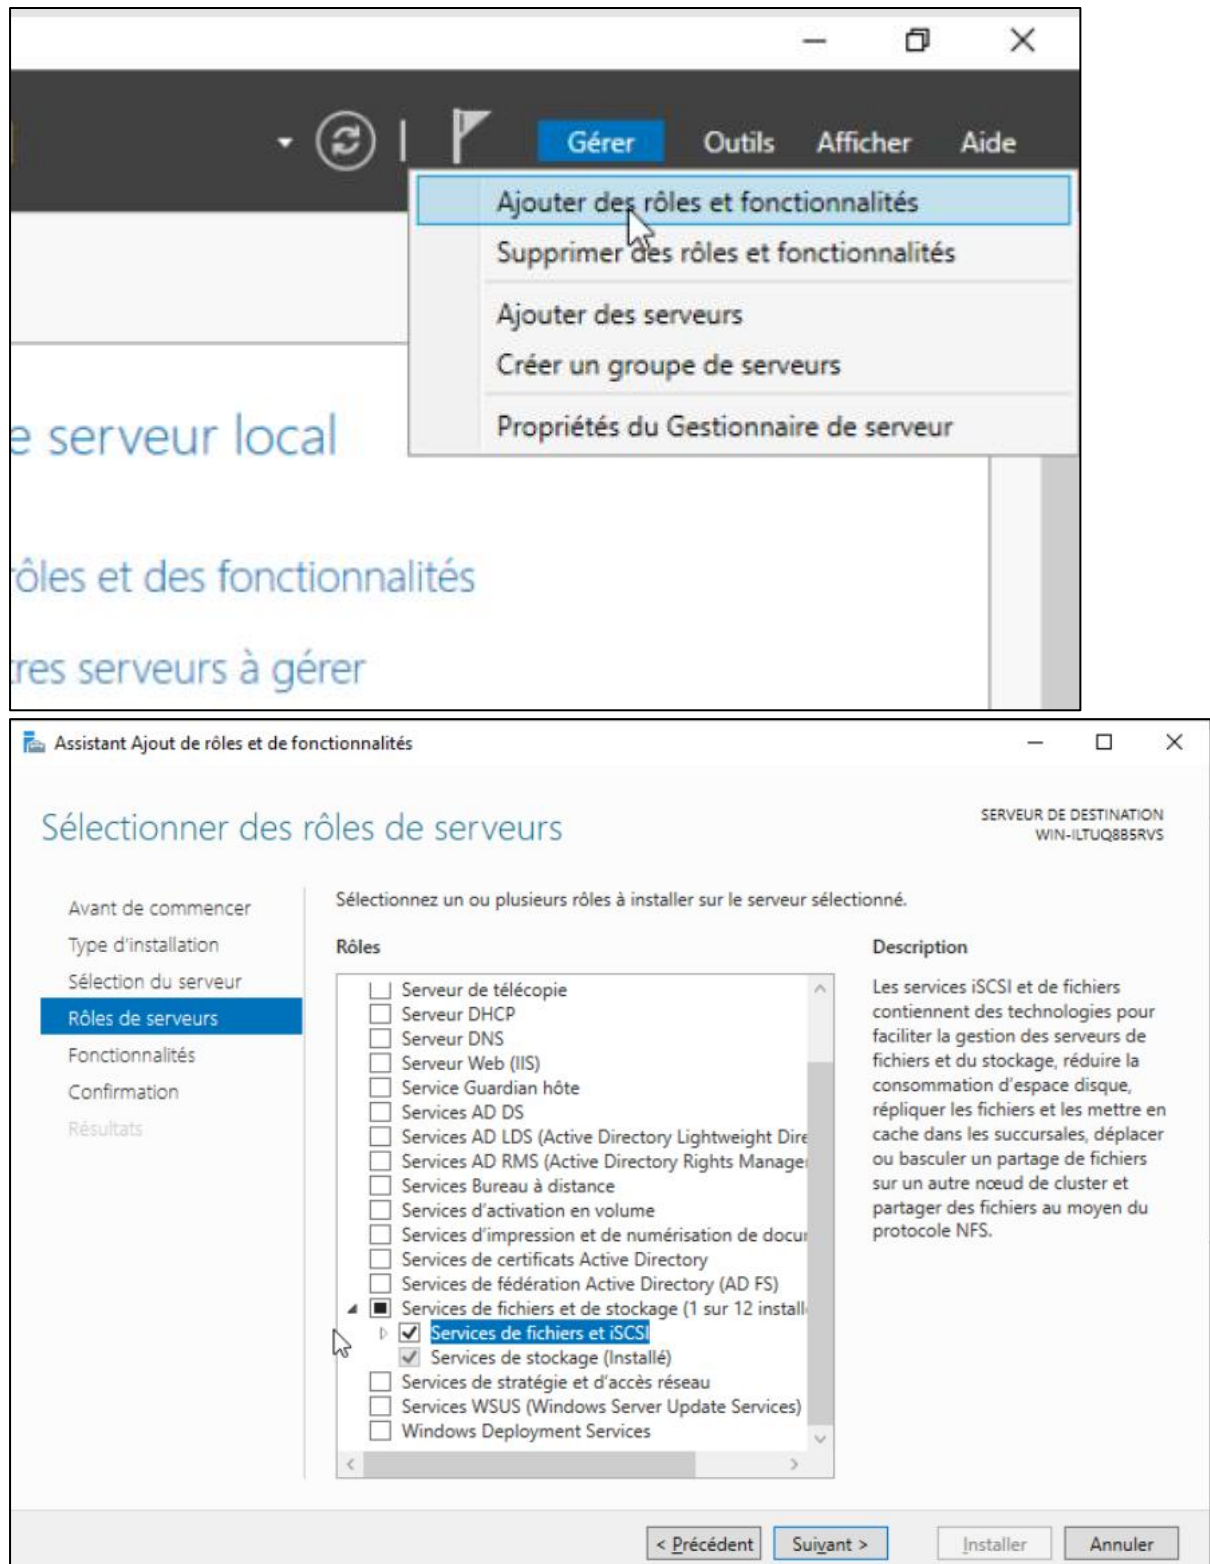 Gérer Outils Afficher Aide
Ajouter des rôles et fonctionnalités
Supprimer des rôles et fonctionnalités
Ajouter des serveurs
Créer un groupe de serveurs
Propriétés du Gestionnaire de serveur
e serveur local
rôles et des fonctionnalités
tres serveurs à gérer
Assistant Ajout de rôles et de fonctionnalités
Sélectionner des rôles de serveurs
SERVEUR DE DESTINATION
WIN-ILTUQ8B5RVS
Avant de commencer
Type d'installation
Sélection du serveur
Rôles de serveurs
Fonctionnalités
Confirmation
Résultats
Sélectionnez un ou plusieurs rôles à installer sur le serveur sélectionné.
Rôles
Serveur de télécopie
Serveur DHCP
Serveur DNS
Serveur Web (IIS)
Service Guardian hôte
Services AD DS
Services AD LDS (Active Directory Lightweight Dire
Services AD RMS (Active Directory Rights Manager
Services Bureau à distance
Services d'activation en volume
Services d'impression et de numérisation de docu
Services de certificats Active Directory
Services de fédération Active Directory (AD FS)
Services de fichiers et de stockage (1 sur 12 install
Services de fichiers et iSCSI
Services de stockage (Installé)
Services de stratégie et d'accès réseau
Services WSUS (Windows Server Update Services)
Windows Deployment Services
Description
Les services iSCSI et de fichiers
contiennent des technologies pour
faciliter la gestion des serveurs de
fichiers et du stockage, réduire la
consommation d'espace disque,
répliquer les fichiers et les mettre en
cache dans les succursales, déplacer
ou basculer un partage de fichiers
sur un autre nœud de cluster et
partager des fichiers au moyen du
protocole NFS.
< Précédent Suivant > Installer Annuler